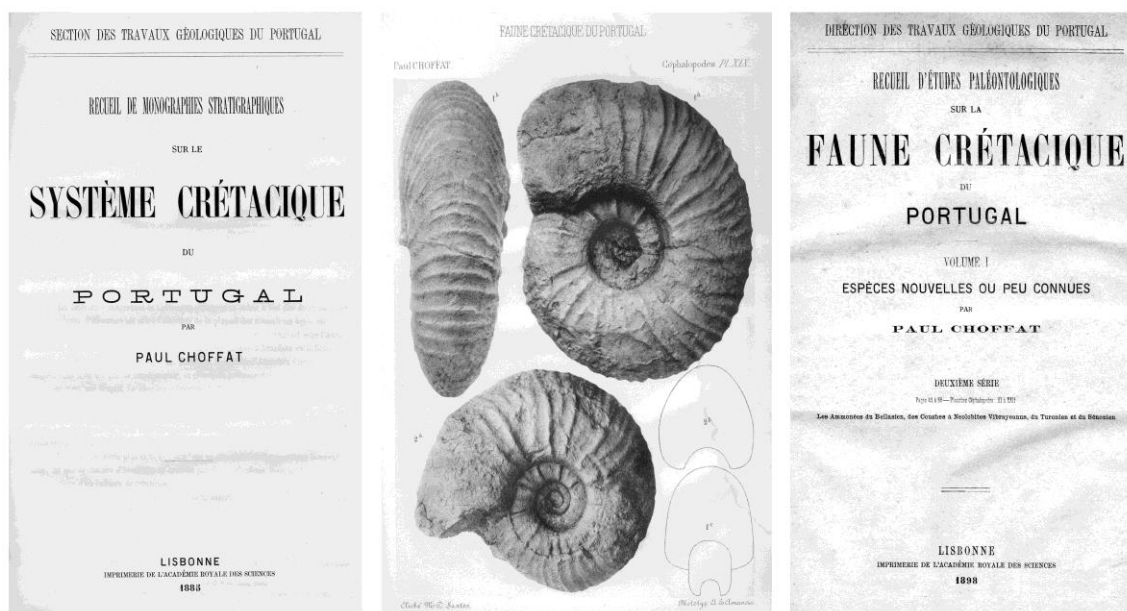 SECTION DES TRAVAUX GÉOLOGIQUES DU PORTUGAL
RECUEIL DE MONOGRAPHIES STRATIGRAPHIQUES
SUR LE
SYSTÈME CRÉTACIQUE
DU
PORTUGAL
PAR
PAUL CHOFFAT
LISBONNE
IMPRIMERIE DE L'ACADÉMIE ROYALE DES SCIENCES
1885
FAUNE CRÉTACIQUE DU PORTUGAL
Paul CHOFFAT
Céphalopodes
DIRECTION DES TRAVAUX GÉOLOGIQUES DU PORTUGAL
RECUEIL D'ÉTUDES PALÉONTOLOGIQUES
SUR LA
FAUNE CRÉTACIQUE
DU
PORTUGAL
VOLUME I
ESPÈCES NOUVELLES OU PEU CONNUES
PAR
PAUL CHOFFAT
DEUXIÈME SÉRIE
Les Ammonées du Bellasien, des Couches à Neolobites Vibrayeanus, du Turonien et du Sénonien
LISBONNE
IMPRIMERIE DE L'ACADÉMIE ROYALE DES SCIENCES
1898